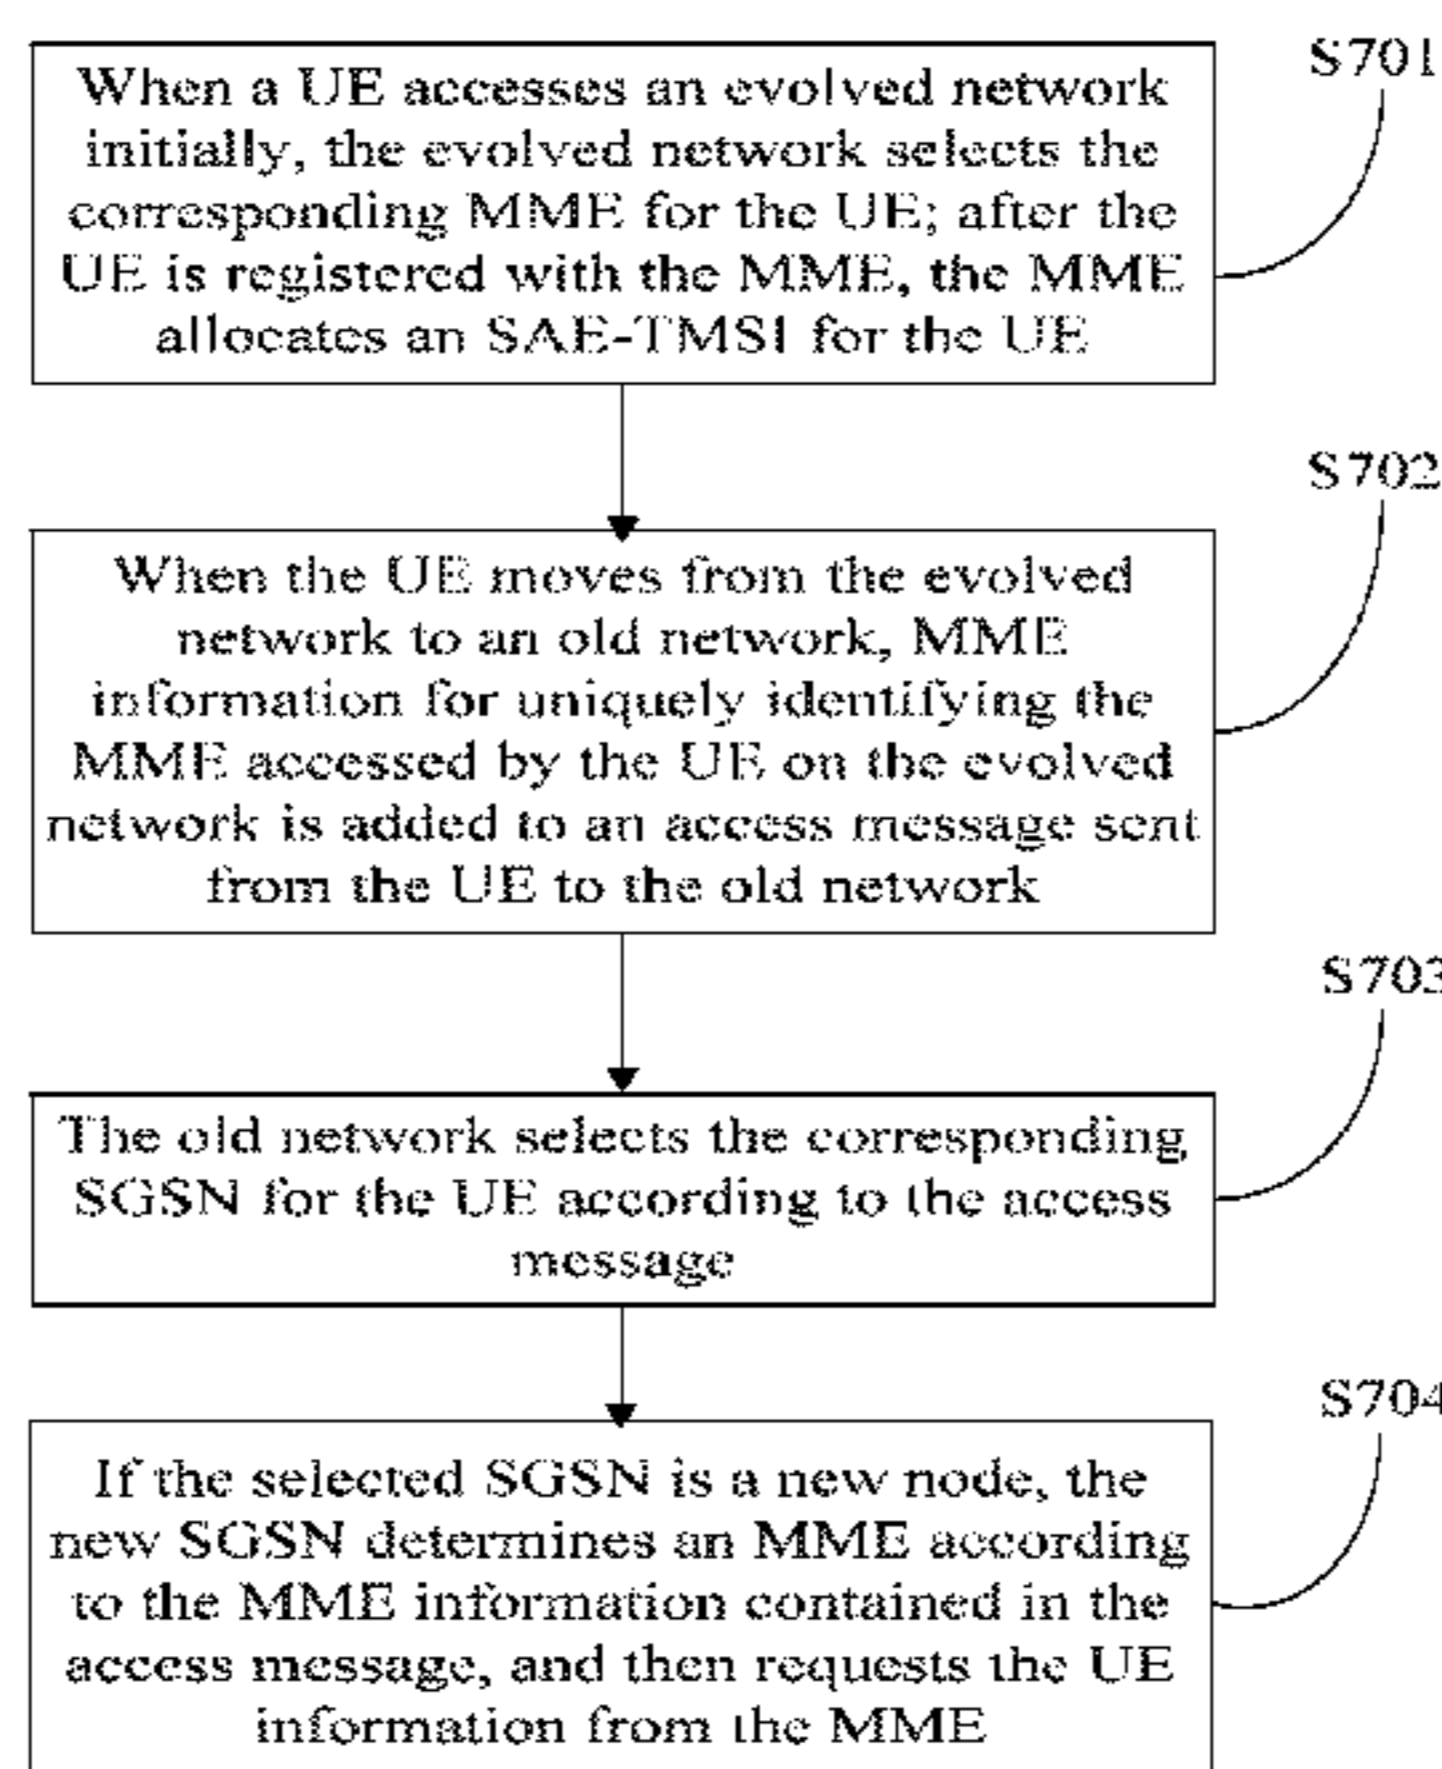 When a UE accesses an evolved network
initially, the evolved network selects the
corresponding MME for the UE; after the
UE is registered with the MME, the MME
allocates an SAE-TMSI for the UE
S701
When the UE moves from the evolved
network to an old network, MME
information for uniquely identifying the
MME accessed by the UE on the evolved
network is added to an access message sent
from the UE to the old network
S702
The old network selects the corresponding
SGSN for the UE according to the access
message
S703
If the selected SGSN is a new node, the
new SGSN determines an MME according
to the MME information contained in the
access message, and then requests the UE
information from the MME
S704